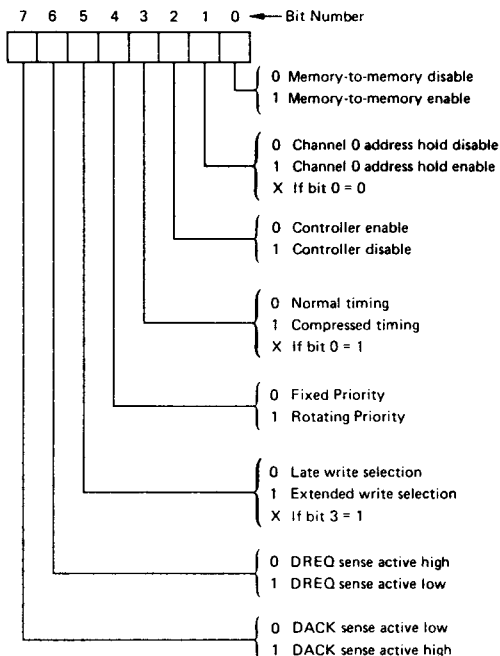 7 6 5 4 3 2 1 0 Bit Number
0 Memory-to-memory disable
1 Memory-to-memory enable
0 Channel 0 address hold disable
1 Channel 0 address hold enable
X If bit 0 = 0
0 Controller enable
1 Controller disable
0 Normal timing
1 Compressed timing
X If bit 0 = 1
0 Fixed Priority
1 Rotating Priority
0 Late write selection
1 Extended write selection
X If bit 3 = 1
0 DREQ sense active high
1 DREQ sense active low
0 DACK sense active low
1 DACK sense active high